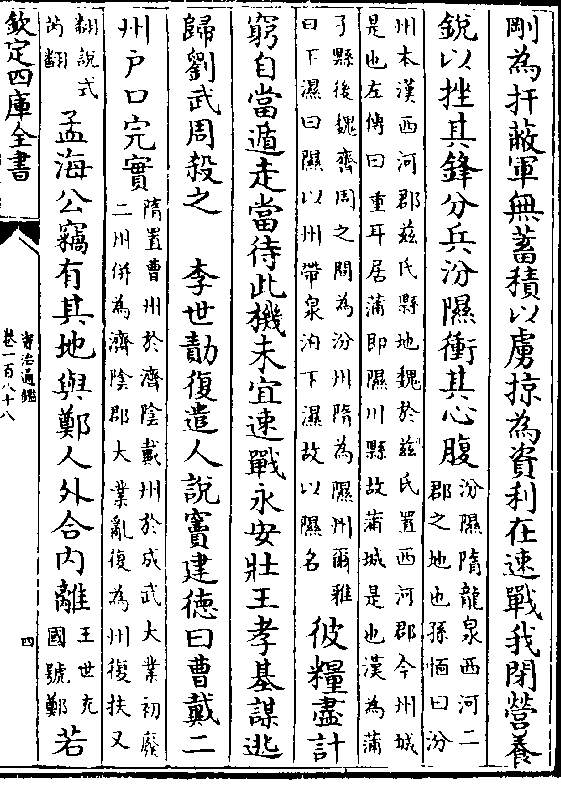 剛為扞蔽軍無蓄積以虜掠為資利在速戰我閉營養
銳以挫其鋒分兵汾隰衝其心腹汾隰隋龍泉西河二郡之地也孫愐曰汾
州本漢西河郡玆氏縣地魏於玆氏置西河郡今州城
是也左傳曰重耳居蒲即隰川縣故蒲城是也漢為蒲
子縣後魏齊周之間為汾州隋為隰州爾雅
曰下濕曰隰以州帶泉泃下濕故以隰名彼糧盡計
窮自當遁走當待此機未宜速戰永安壯王孝基謀逃
歸劉武周殺之 李世勣復遣人說竇建德曰曹戴二
州戶口完實隋置曹州於濟陰戴州於成武大業初廢二州併為濟陰郡大業亂復為州復扶又
翻說式芮翻孟海公竊有其地與鄭人外合內離王世充國號鄭若
欽定四庫全書
資治通鑑
卷一百八十八
四